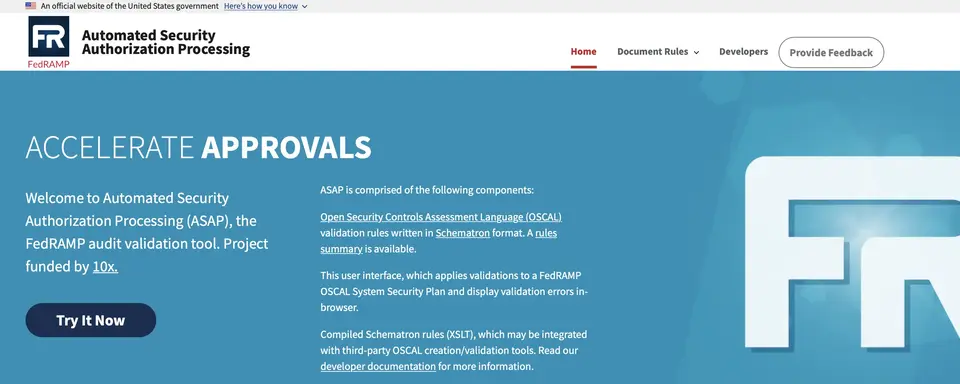 An official website of the United States government Here's how you know
FR
FedRAMP
Automated Security
Authorization Processing
Home Document Rules Developers Provide Feedback
ACCELERATE APPROVALS
Welcome to Automated Security
Authorization Processing (ASAP), the
FedRAMP audit validation tool. Project
funded by 10x.
Try It Now
ASAP is comprised of the following components:
Open Security Controls Assessment Language (OSCAL)
validation rules written in Schematron format. A rules
summary is available.
This user interface, which applies validations to a FedRAMP
OSCAL System Security Plan and display validation errors in-
browser.
Compiled Schematron rules (XSLT), which may be integrated
with third-party OSCAL creation/validation tools. Read our
developer documentation for more information.
FR